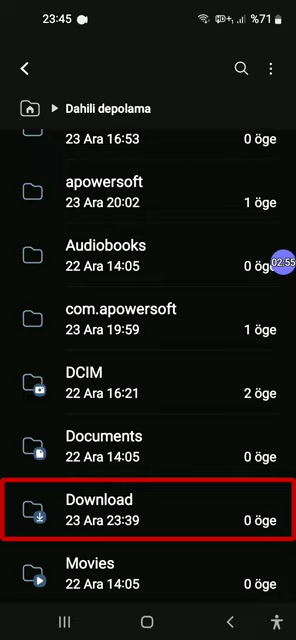 23:45 %71
Dahili depolama
23 Ara 16:53 0 öge
apowersoft
23 Ara 20:02 1 öge
Audiobooks
22 Ara 14:05 0 öge
02:55
com.apowersoft
23 Ara 19:59 1 öge
DCIM
22 Ara 16:21 2 öge
Documents
22 Ara 14:05 0 öge
Download
23 Ara 23:39 0 öge
Movies
22 Ara 14:05 0 öge